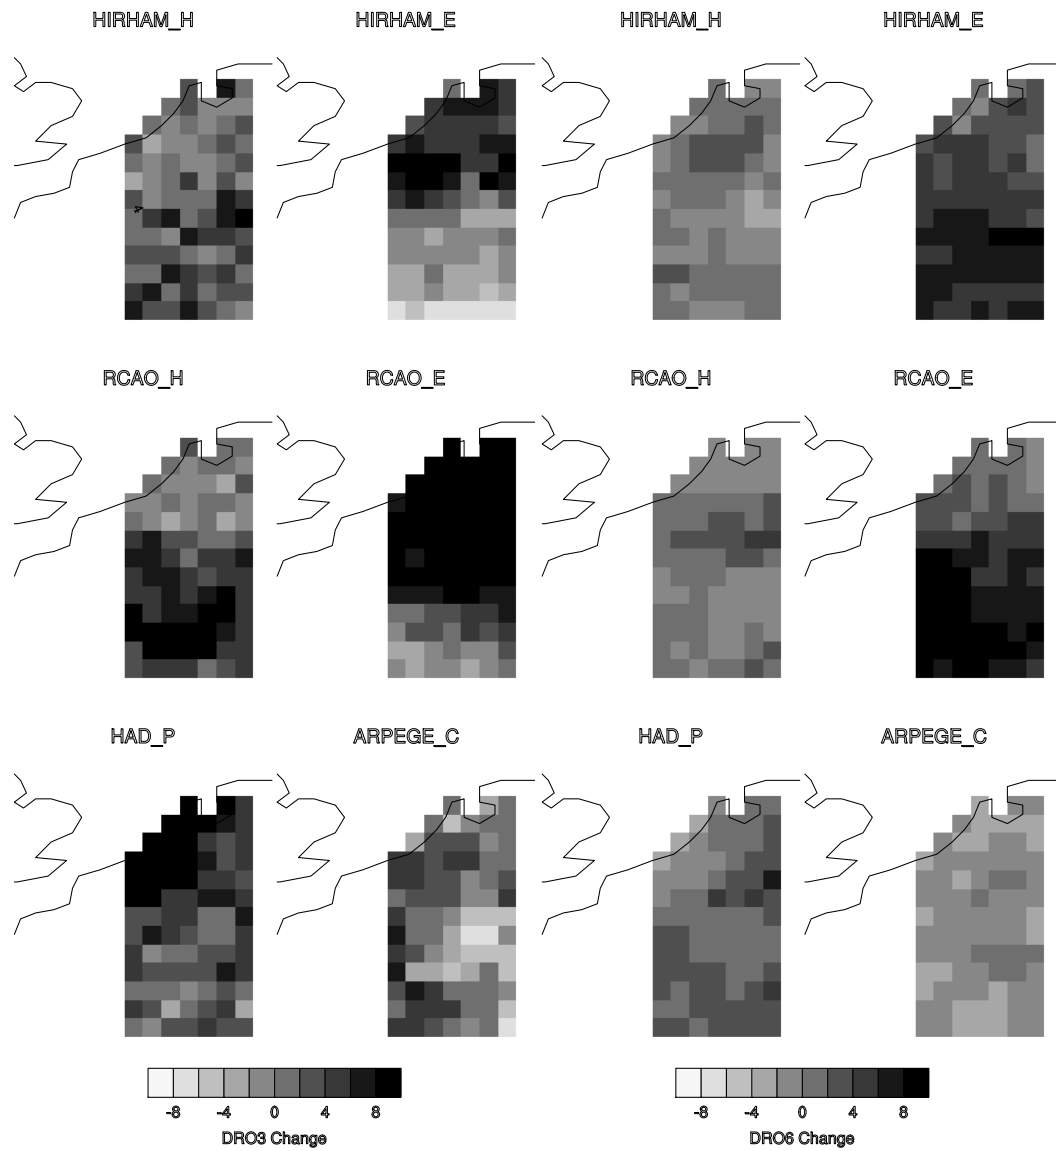 HIRHAM_H HIRHAM_E HIRHAM_H HIRHAM_E
RCAO_H RCAO_E RCAO_H RCAO_E
HAD_P ARPEGE_C HAD_P ARPEGE_C
-8 -4 0 4 8 -8 -4 0 4 8
DRO3 Change DRO6 Change